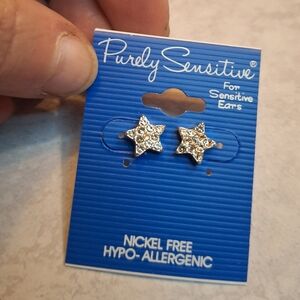 Purely Sensitive®
For
Sensitive
Ears
NICKEL FREE
HYPO-ALLERGENIC